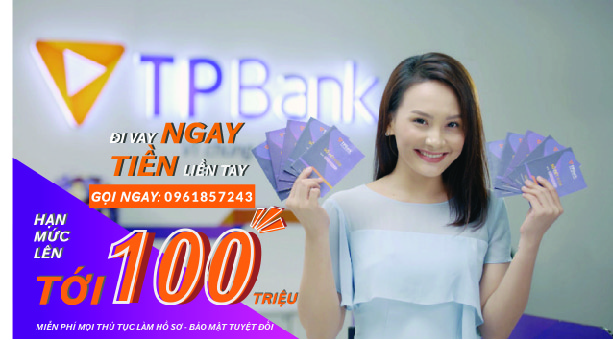 TPBank
ĐI VAY NGAY
TIỀN LIỀN TAY
GỌI NGAY: 0961857243
HẠN
MỨC
LÊN
TỚI 100 TRIỆU
MIỄN PHÍ MỌI THỦ TỤC LÀM HỒ SƠ - BẢO MẬT TUYỆT ĐỐI